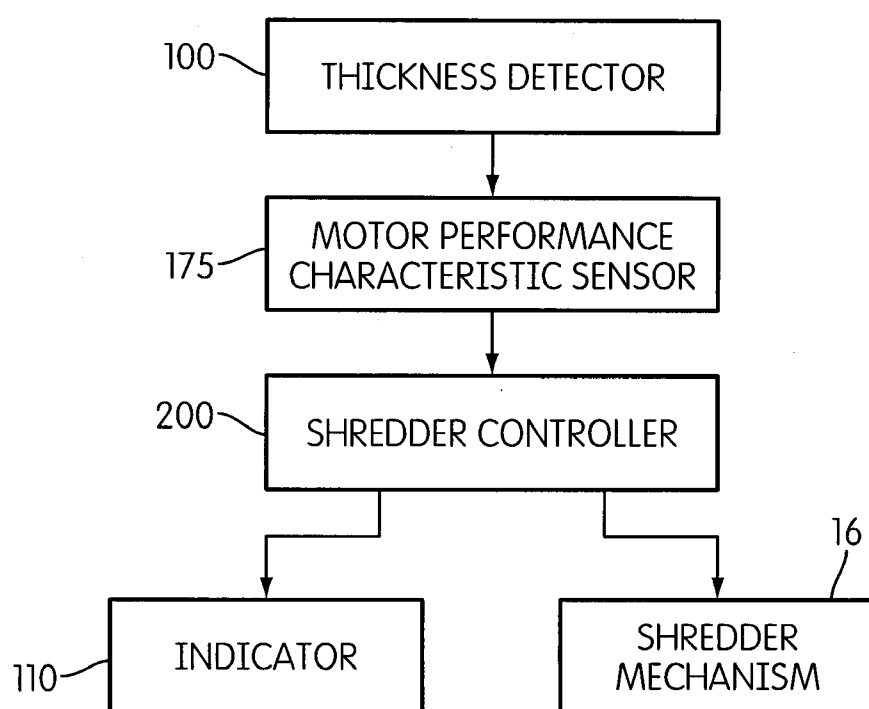 100
THICKNESS DETECTOR
175
MOTOR PERFORMANCE
CHARACTERISTIC SENSOR
200
SHREDDER CONTROLLER
110
INDICATOR
16
SHREDDER
MECHANISM